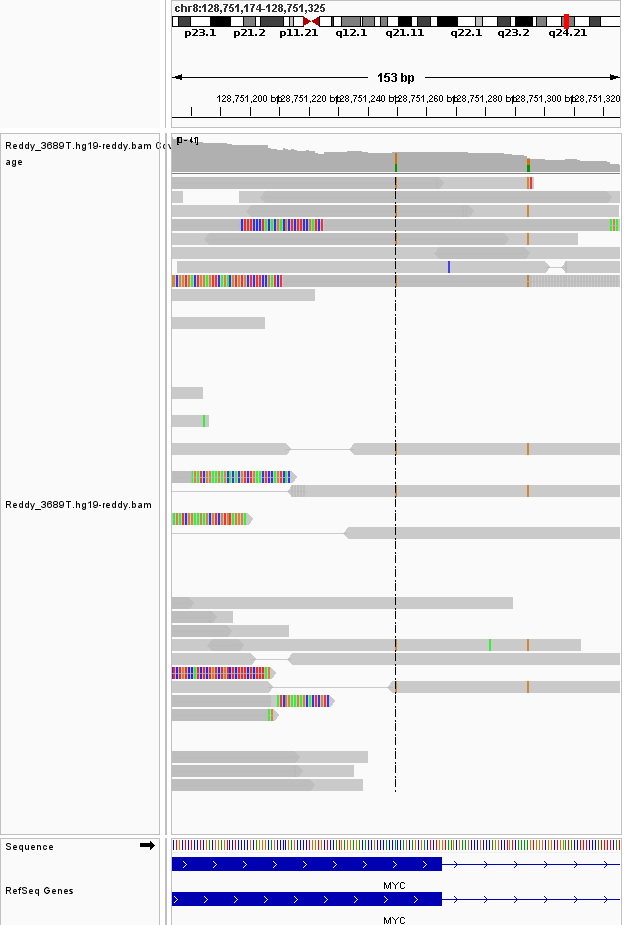 chr8:128,751,174-128,751,325
p23.1 p21.2 p11.21 q12.1 q21.11 q22.1 q23.2 q24.21
153 bp
128,751,200 bp 128,751,220 bp 128,751,240 bp 128,751,260 bp 128,751,280 bp 128,751,300 bp 128,751,320
Reddy_3689T.hg19-reddy.bam Cov
age
[0 - 41]
Reddy_3689T.hg19-reddy.bam
Sequence
MYC
RefSeq Genes
MYC